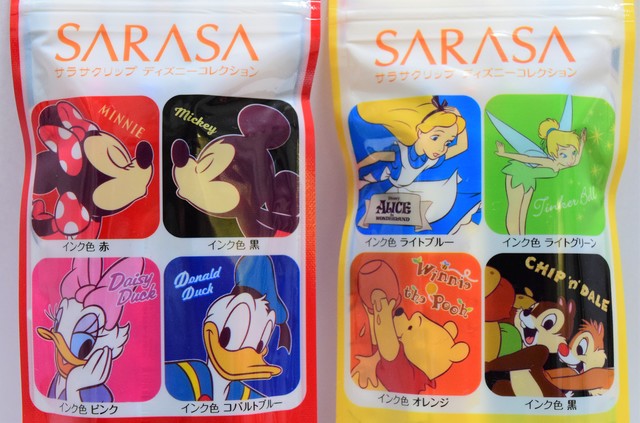 SARASA
サラサクリップ ディズニーコレクション
MINNIE
Mickey
インク色 赤
インク色 黒
Daisy
Duck
Donald
Duck
インク色 ピンク
インク色 コバルトブルー
SARASA
サラサクリップ ディズニーコレクション
ALICE
IN WONDERLAND
Tinker Bell
インク色 ライトブルー
インク色 ライトグリーン
Winnie
the Pooh
CHIP 'n' DALE
インク色 オレンジ
インク色 黒